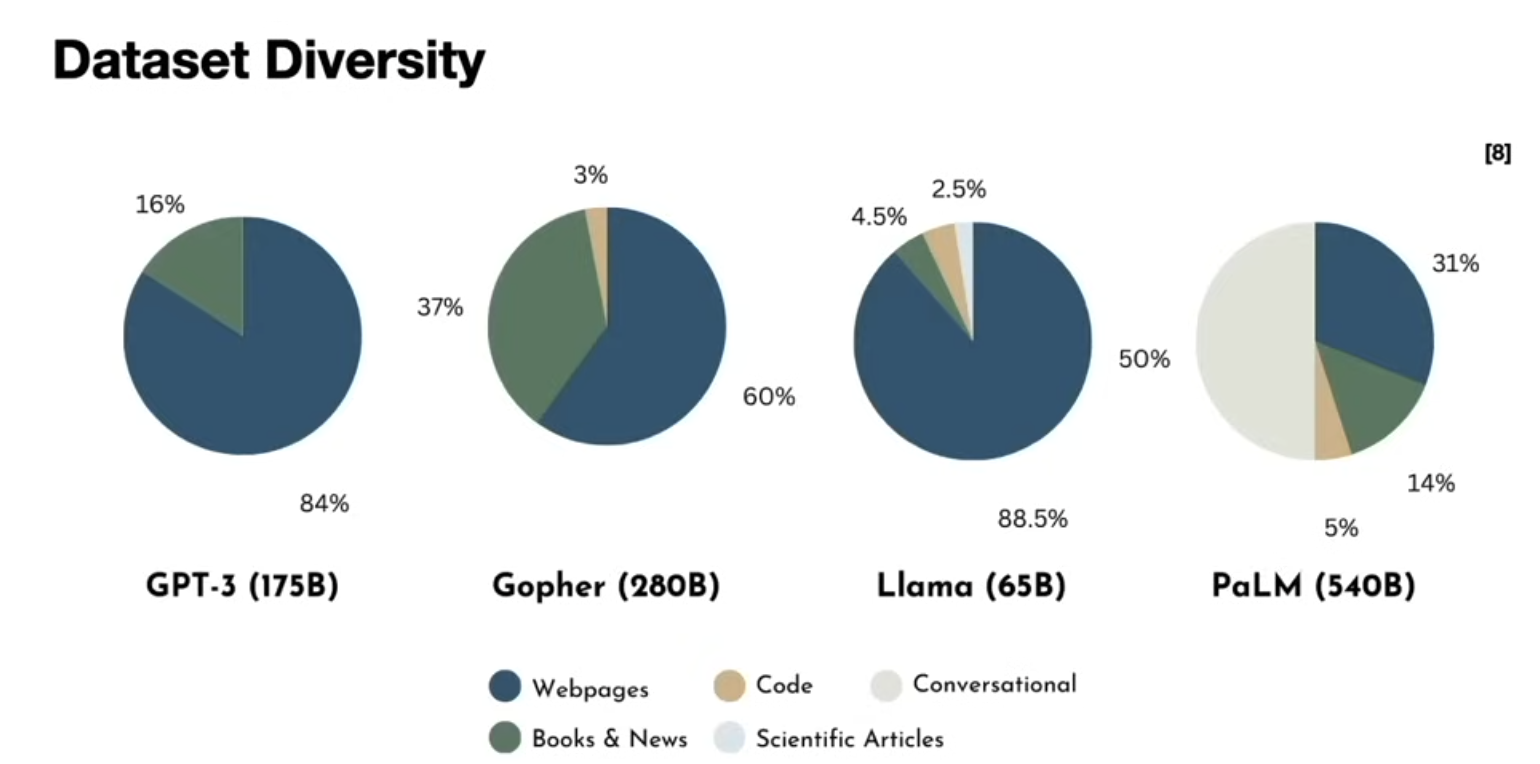 Dataset Diversity
[8]
16%
84%
GPT-3 (175B)
3%
37%
60%
Gopher (280B)
2.5%
4.5%
88.5%
Llama (65B)
50%
31%
14%
5%
PaLM (540B)
Webpages
Code
Conversational
Books & News
Scientific Articles